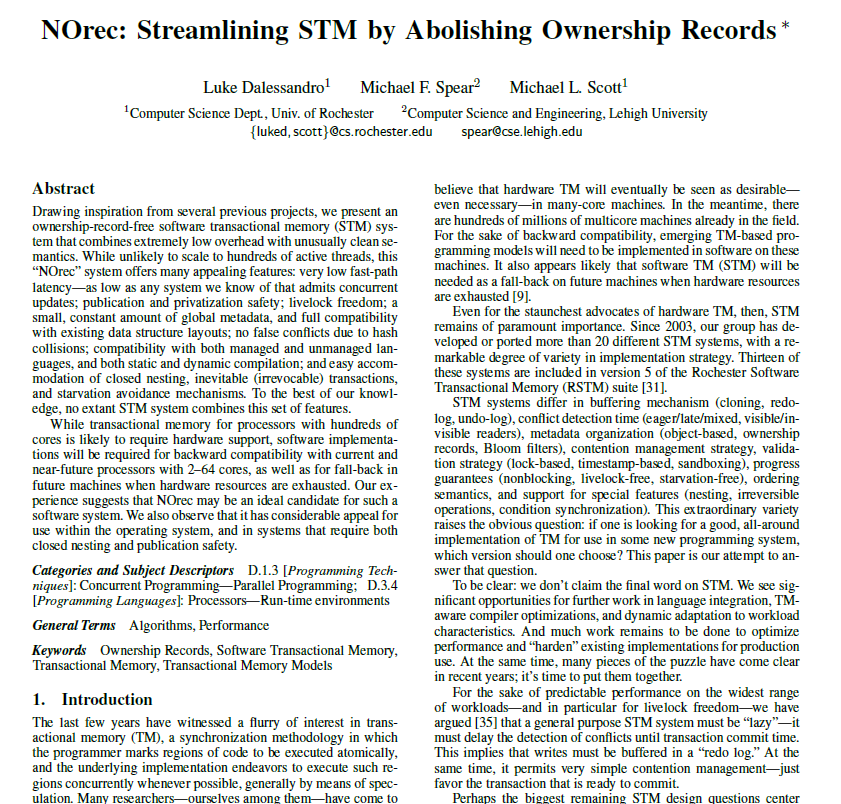 NOrec: Streamlining STM by Abolishing Ownership Records *
Luke Dalessandro1 Michael F. Spear2 Michael L. Scott1
1Computer Science Dept., Univ. of Rochester 2Computer Science and Engineering, Lehigh University
{luked, scott}@cs.rochester.edu spear@cse.lehigh.edu
Abstract
Drawing inspiration from several previous projects, we present an
ownership-record-free software transactional memory (STM) sys-
tem that combines extremely low overhead with unusually clean se-
mantics. While unlikely to scale to hundreds of active threads, this
“NOrec” system offers many appealing features: very low fast-path
latency—as low as any system we know of that admits concurrent
updates; publication and privatization safety; livelock freedom; a
small, constant amount of global metadata, and full compatibility
with existing data structure layouts; no false conflicts due to hash
collisions; compatibility with both managed and unmanaged lan-
guages, and both static and dynamic compilation; and easy accom-
modation of closed nesting, inevitable (irrevocable) transactions,
and starvation avoidance mechanisms. To the best of our knowl-
edge, no extant STM system combines this set of features.
While transactional memory for processors with hundreds of
cores is likely to require hardware support, software implementa-
tions will be required for backward compatibility with current and
near-future processors with 2–64 cores, as well as for fall-back in
future machines when hardware resources are exhausted. Our ex-
perience suggests that NOrec may be an ideal candidate for such a
software system. We also observe that it has considerable appeal for
use within the operating system, and in systems that require both
closed nesting and publication safety.
Categories and Subject Descriptors D.1.3 [Programming Tech-
niques]: Concurrent Programming—Parallel Programming; D.3.4
[Programming Languages]: Processors—Run-time environments
General Terms Algorithms, Performance
Keywords Ownership Records, Software Transactional Memory,
Transactional Memory, Transactional Memory Models
1. Introduction
The last few years have witnessed a flurry of interest in trans-
actional memory (TM), a synchronization methodology in which
the programmer marks regions of code to be executed atomically,
and the underlying implementation endeavors to execute such re-
gions concurrently whenever possible, generally by means of spec-
ulation. Many researchers—ourselves among them—have come to
believe that hardware TM will eventually be seen as desirable—
even necessary—in many-core machines. In the meantime, there
are hundreds of millions of multicore machines already in the field.
For the sake of backward compatibility, emerging TM-based pro-
gramming models will need to be implemented in software on these
machines. It also appears likely that software TM (STM) will be
needed as a fall-back on future machines when hardware resources
are exhausted [9].
Even for the staunchest advocates of hardware TM, then, STM
remains of paramount importance. Since 2003, our group has de-
veloped or ported more than 20 different STM systems, with a re-
markable degree of variety in implementation strategy. Thirteen of
these systems are included in version 5 of the Rochester Software
Transactional Memory (RSTM) suite [31].
STM systems differ in buffering mechanism (cloning, redo-
log, undo-log), conflict detection time (eager/late/mixed, visible/in-
visible readers), metadata organization (object-based, ownership
records, Bloom filters), contention management strategy, valida-
tion strategy (lock-based, timestamp-based, sandboxing), progress
guarantees (nonblocking, livelock-free, starvation-free), ordering
semantics, and support for special features (nesting, irreversible
operations, condition synchronization). This extraordinary variety
raises the obvious question: if one is looking for a good, all-around
implementation of TM for use in some new programming system,
which version should one choose? This paper is our attempt to an-
swer that question.
To be clear: we don’t claim the final word on STM. We see sig-
nificant opportunities for further work in language integration, TM-
aware compiler optimizations, and dynamic adaptation to workload
characteristics. And much work remains to be done to optimize
performance and “harden” existing implementations for production
use. At the same time, many pieces of the puzzle have come clear
in recent years; it’s time to put them together.
For the sake of predictable performance on the widest range
of workloads—and in particular for livelock freedom—we have
argued [35] that a general purpose STM system must be “lazy”—it
must delay the detection of conflicts until transaction commit time.
This implies that writes must be buffered in a “redo log.” At the
same time, it permits very simple contention management—just
favor the transaction that is ready to commit.
Perhaps the biggest remaining STM design questions center